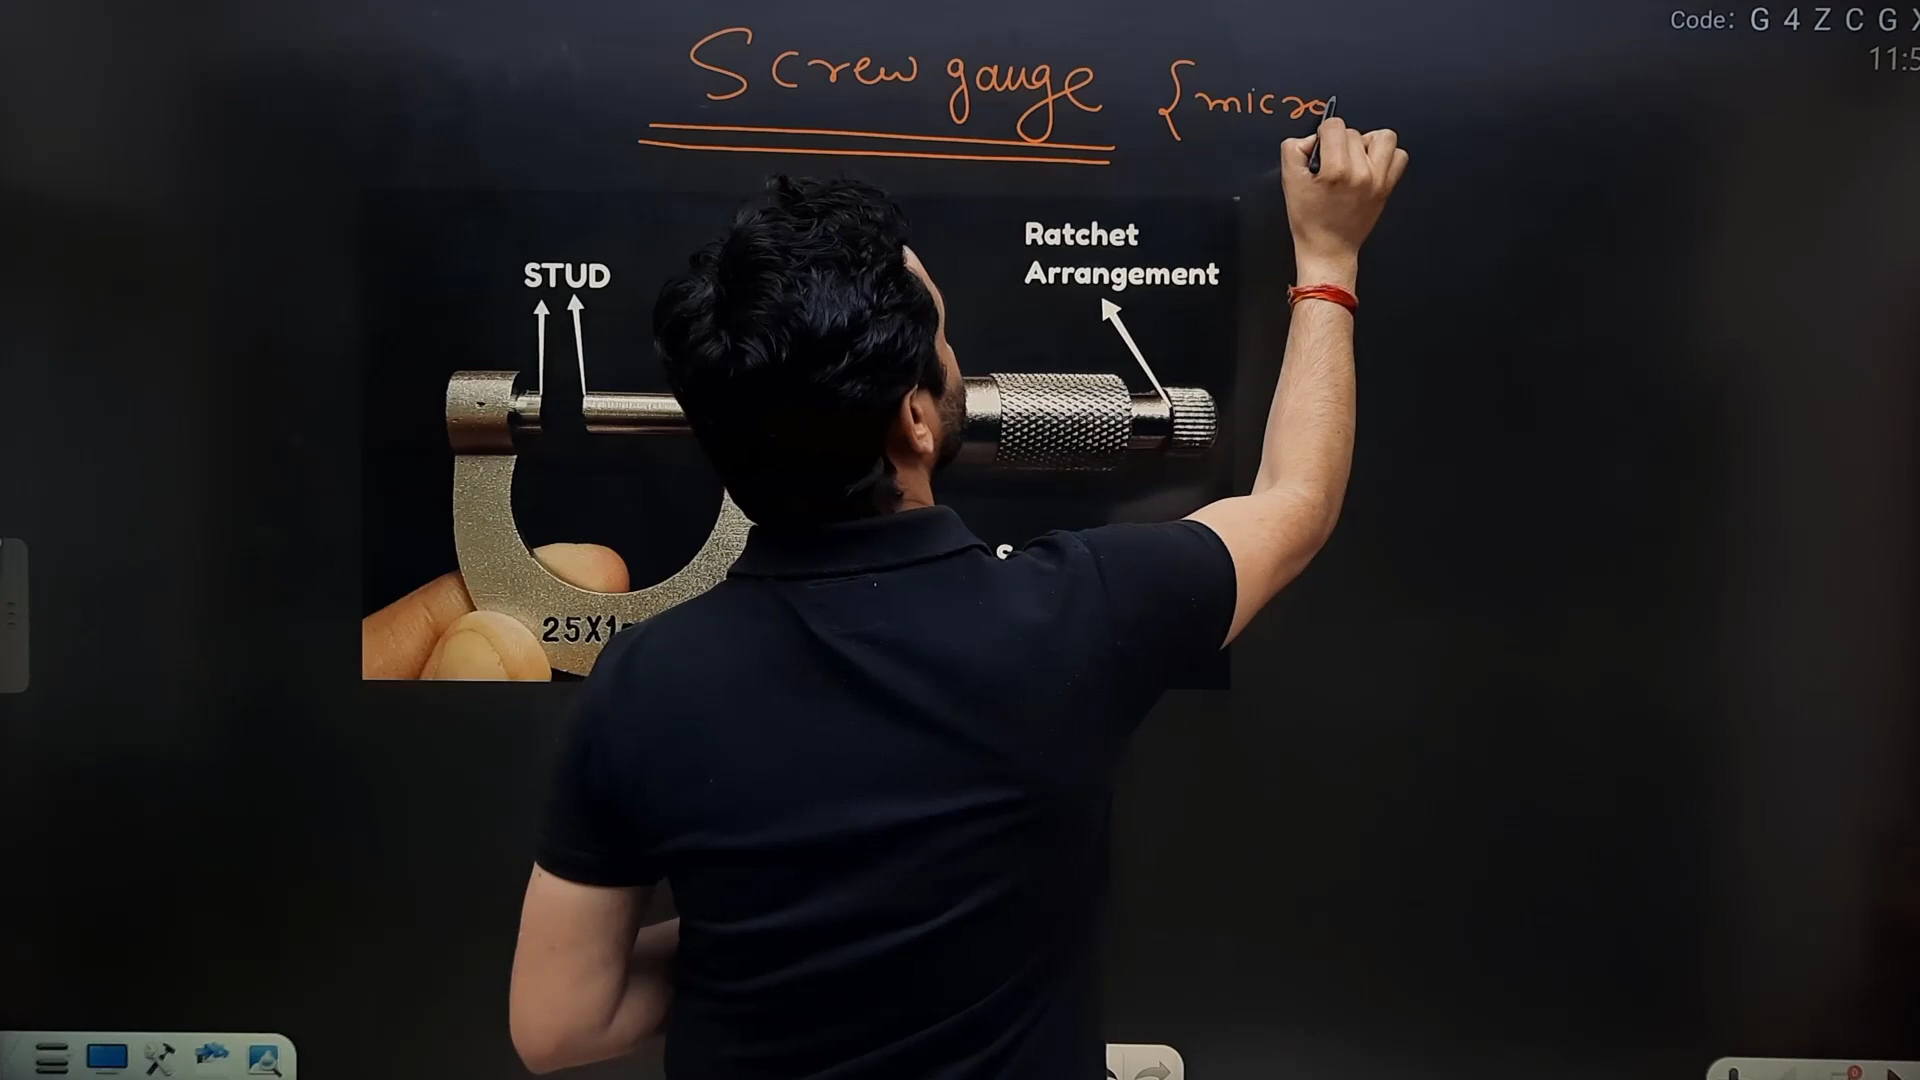 Code: G 4 Z C G X
11:5
Screw gauge {micro
Ratchet
Arrangement
STUD
25X1